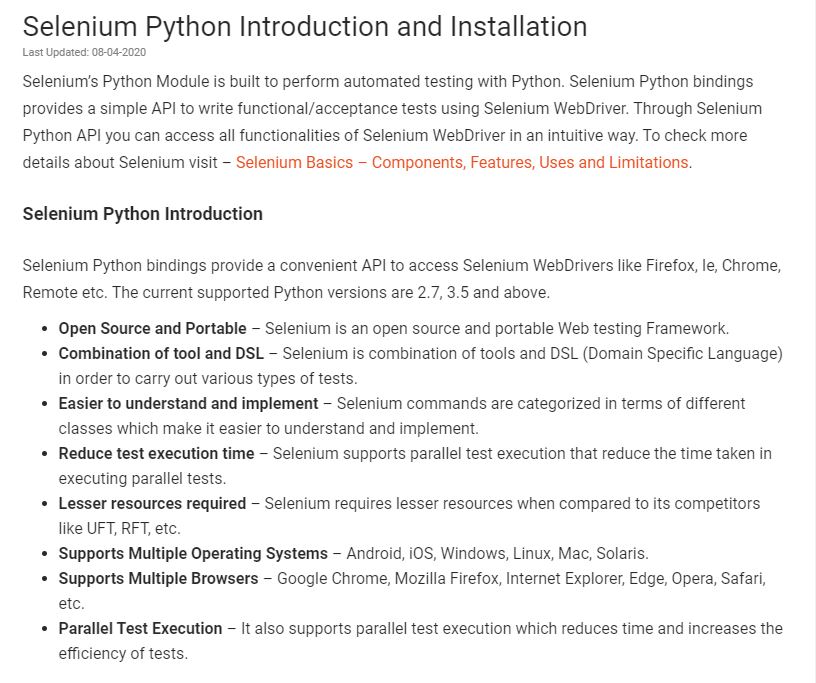 Selenium Python Introduction and Installation
Last Updated: 08-04-2020
Selenium’s Python Module is built to perform automated testing with Python. Selenium Python bindings
provides a simple API to write functional/acceptance tests using Selenium WebDriver. Through Selenium
Python API you can access all functionalities of Selenium WebDriver in an intuitive way. To check more
details about Selenium visit – Selenium Basics – Components, Features, Uses and Limitations.
Selenium Python Introduction
Selenium Python bindings provide a convenient API to access Selenium WebDrivers like Firefox, Ie, Chrome,
Remote etc. The current supported Python versions are 2.7, 3.5 and above.
• Open Source and Portable – Selenium is an open source and portable Web testing Framework.
• Combination of tool and DSL – Selenium is combination of tools and DSL (Domain Specific Language)
in order to carry out various types of tests.
• Easier to understand and implement – Selenium commands are categorized in terms of different
classes which make it easier to understand and implement.
• Reduce test execution time – Selenium supports parallel test execution that reduce the time taken in
executing parallel tests.
• Lesser resources required – Selenium requires lesser resources when compared to its competitors
like UFT, RFT, etc.
• Supports Multiple Operating Systems – Android, iOS, Windows, Linux, Mac, Solaris.
• Supports Multiple Browsers – Google Chrome, Mozilla Firefox, Internet Explorer, Edge, Opera, Safari,
etc.
• Parallel Test Execution – It also supports parallel test execution which reduces time and increases the
efficiency of tests.